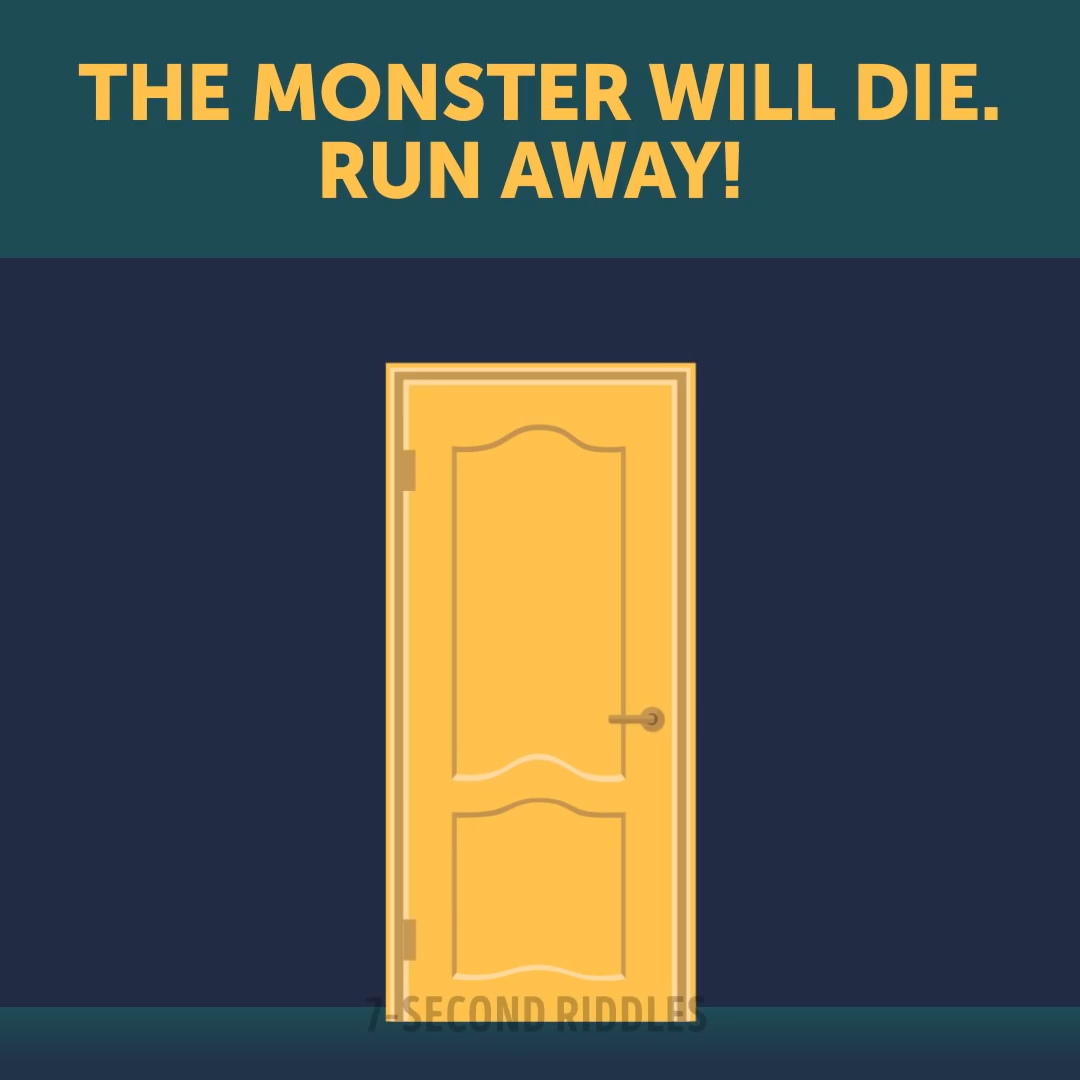 THE MONSTER WILL DIE.
RUN AWAY!
7-SECOND RIDDLES